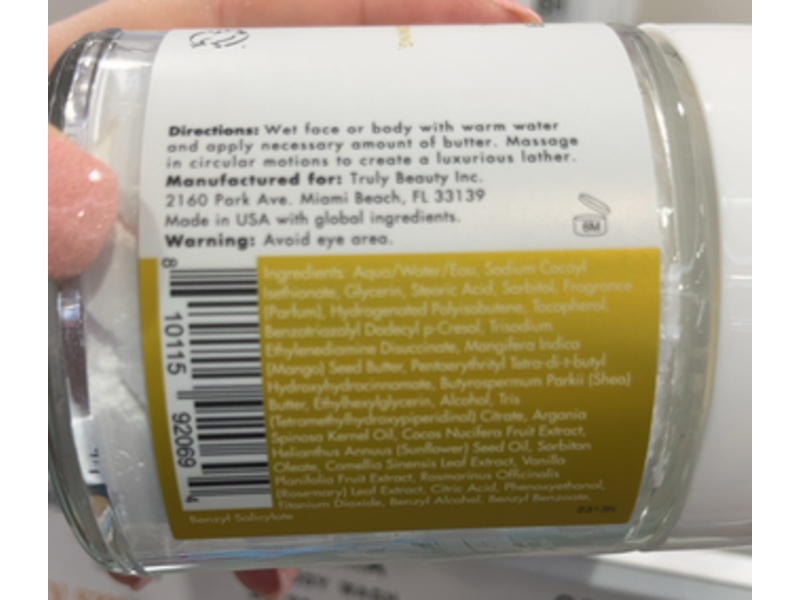 Directions: Wet face or body with warm water
and apply necessary amount of butter. Massage
in circular motions to create a luxurious lather.
Manufactured for: Truly Beauty Inc.
2160 Park Ave. Miami Beach, FL 33139
Made in USA with global ingredients.
Warning: Avoid eye area.
6M
8 10115 92069 4
Ingredients: Aqua/Water/Eau, Sodium Cocoyl
Isethionate, Glycerin, Stearic Acid, Sorbitol, Fragrance
(Parfum), Hydrogenated Polyisobutene, Tocopherol,
Benzotriazolyl Dodecyl p-Cresol, Trisodium
Ethylenediamine Disuccinate, Mangifera Indica
(Mango) Seed Butter, Pentaerythrityl Tetra-di-t-butyl
Hydroxyhydrocinnamate, Butyrospermum Parkii (Shea)
Butter, Ethylhexylglycerin, Alcohol, Tris
(Tetramethylhydroxypiperidinol) Citrate, Argania
Spinosa Kernel Oil, Cocos Nucifera Fruit Extract,
Helianthus Annuus (Sunflower) Seed Oil, Sorbitan
Oleate, Camellia Sinensis Leaf Extract, Vanilla
Planifolia Fruit Extract, Rosmarinus Officinalis
(Rosemary) Leaf Extract, Citric Acid, Phenoxyethanol,
Titanium Dioxide, Benzyl Alcohol, Benzyl Benzoate,
Benzyl Salicylate